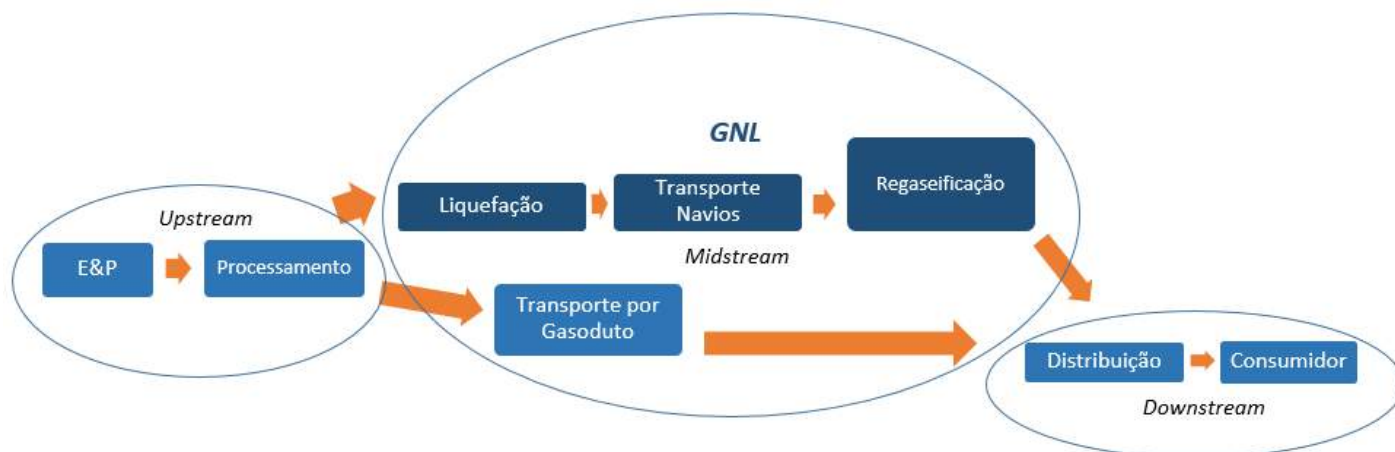 Upstream
E&P
Processamento
GNL
Liquefação
Transporte
Navios
Regaseificação
Midstream
Transporte por
Gasoduto
Distribuição
Consumidor
Downstream